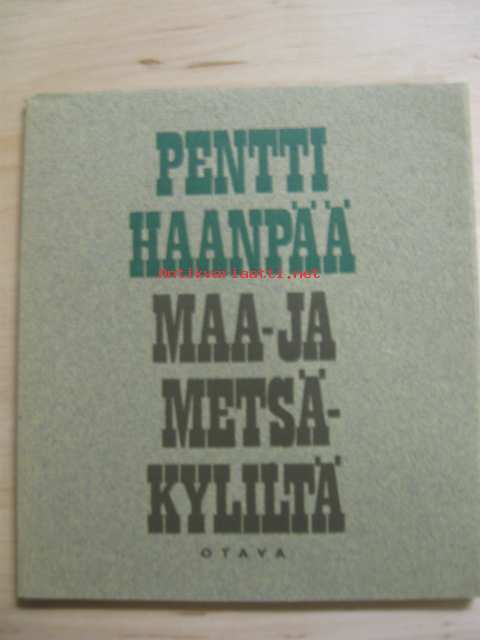 PENTTI
HAANPÄÄ
Antikvariaatti.net
MAA-JA
METSÄ-
KYLILTÄ
OTAVA